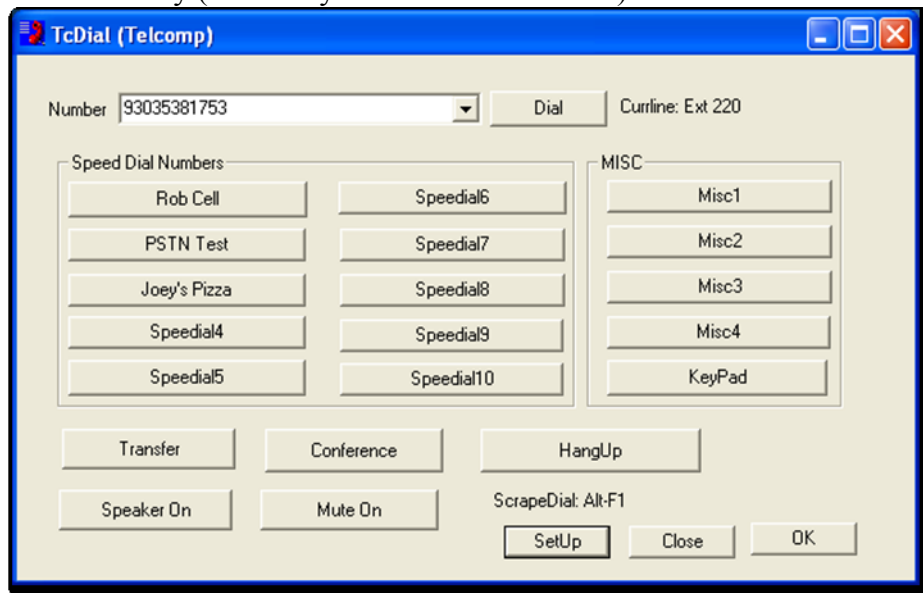 TcDial (Telcomp)
Number 93035381753 Dial Currline: Ext 220
Speed Dial Numbers MISC
Rob Cell Speedial6 Misc1
PSTN Test Speedial7 Misc2
Joey's Pizza Speedial8 Misc3
Speedial4 Speedial9 Misc4
Speedial5 Speedial10 KeyPad
Transfer Conference HangUp
Speaker On Mute On ScrapeDial: Alt-F1
SetUp Close OK